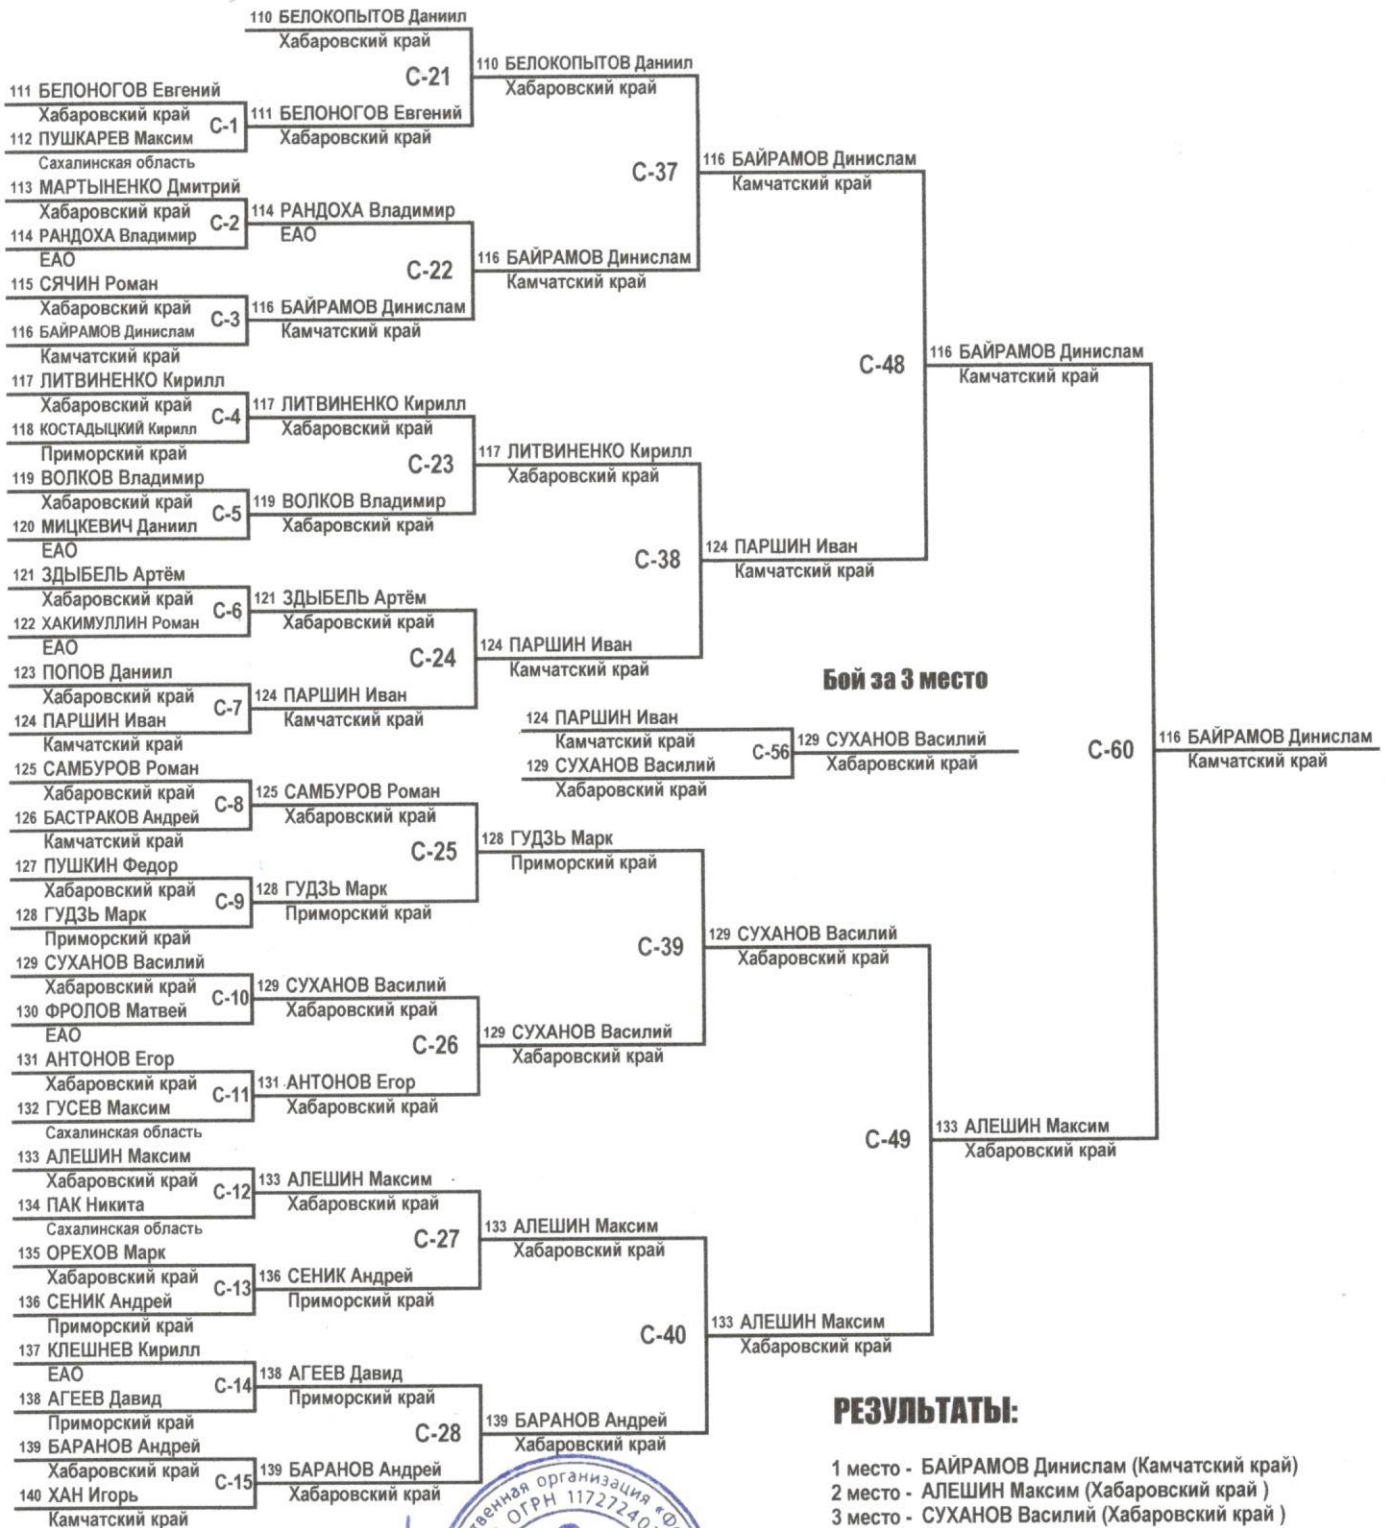 110 БЕЛОКОПЫТОВ Даниил
Хабаровский край
С-21
111 БЕЛОНОГОВ Евгений
Хабаровский край
С-1
112 ПУШКАРЕВ Максим
Сахалинская область
113 МАРТЫНЕНКО Дмитрий
Хабаровский край
С-2
114 РАНДОХА Владимир
ЕАО
115 СЯЧИН Роман
Хабаровский край
С-3
116 БАЙРАМОВ Динислам
Камчатский край
117 ЛИТВИНЕНКО Кирилл
Хабаровский край
С-4
118 КОСТАДЫЦКИЙ Кирилл
Приморский край
119 ВОЛКОВ Владимир
Хабаровский край
С-5
120 МИЦКЕВИЧ Даниил
ЕАО
121 ЗДЫБЕЛЬ Артём
Хабаровский край
С-6
122 ХАКИМУЛЛИН Роман
ЕАО
123 ПОПОВ Даниил
Хабаровский край
С-7
124 ПАРШИН Иван
Камчатский край
125 САМБУРОВ Роман
Хабаровский край
С-8
126 БАСТРАКОВ Андрей
Камчатский край
127 ПУШКИН Федор
Хабаровский край
С-9
128 ГУДЗЬ Марк
Приморский край
129 СУХАНОВ Василий
Хабаровский край
С-10
130 ФРОЛОВ Матвей
ЕАО
131 АНТОНОВ Егор
Хабаровский край
С-11
132 ГУСЕВ Максим
Сахалинская область
133 АЛЕШИН Максим
Хабаровский край
С-12
134 ПАК Никита
Сахалинская область
135 ОРЕХОВ Марк
Хабаровский край
С-13
136 СЕНИК Андрей
Приморский край
137 КЛЕШНЕВ Кирилл
ЕАО
С-14
138 АГЕЕВ Давид
Приморский край
139 БАРАНОВ Андрей
Хабаровский край
С-15
140 ХАН Игорь
Камчатский край
111 БЕЛОНОГОВ Евгений
Хабаровский край
114 РАНДОХА Владимир
ЕАО
С-22
116 БАЙРАМОВ Динислам
Камчатский край
117 ЛИТВИНЕНКО Кирилл
Хабаровский край
С-23
119 ВОЛКОВ Владимир
Хабаровский край
121 ЗДЫБЕЛЬ Артём
Хабаровский край
С-24
124 ПАРШИН Иван
Камчатский край
125 САМБУРОВ Роман
Хабаровский край
С-25
128 ГУДЗЬ Марк
Приморский край
129 СУХАНОВ Василий
Хабаровский край
С-26
131 АНТОНОВ Егор
Хабаровский край
133 АЛЕШИН Максим
Хабаровский край
С-27
136 СЕНИК Андрей
Приморский край
138 АГЕЕВ Давид
Приморский край
С-28
139 БАРАНОВ Андрей
Хабаровский край
110 БЕЛОКОПЫТОВ Даниил
Хабаровский край
С-37
116 БАЙРАМОВ Динислам
Камчатский край
117 ЛИТВИНЕНКО Кирилл
Хабаровский край
С-38
124 ПАРШИН Иван
Камчатский край
128 ГУДЗЬ Марк
Приморский край
С-39
129 СУХАНОВ Василий
Хабаровский край
133 АЛЕШИН Максим
Хабаровский край
С-40
139 БАРАНОВ Андрей
Хабаровский край
116 БАЙРАМОВ Динислам
Камчатский край
С-48
124 ПАРШИН Иван
Камчатский край
129 СУХАНОВ Василий
Хабаровский край
С-49
133 АЛЕШИН Максим
Хабаровский край
116 БАЙРАМОВ Динислам
Камчатский край
С-60
133 АЛЕШИН Максим
Хабаровский край
116 БАЙРАМОВ Динислам
Камчатский край
Бой за 3 место
124 ПАРШИН Иван
Камчатский край
С-56
129 СУХАНОВ Василий
Хабаровский край
129 СУХАНОВ Василий
Хабаровский край
РЕЗУЛЬТАТЫ:
1 место - БАЙРАМОВ Динислам (Камчатский край)
2 место - АЛЕШИН Максим (Хабаровский край )
3 место - СУХАНОВ Василий (Хабаровский край )
организация
ОГРН